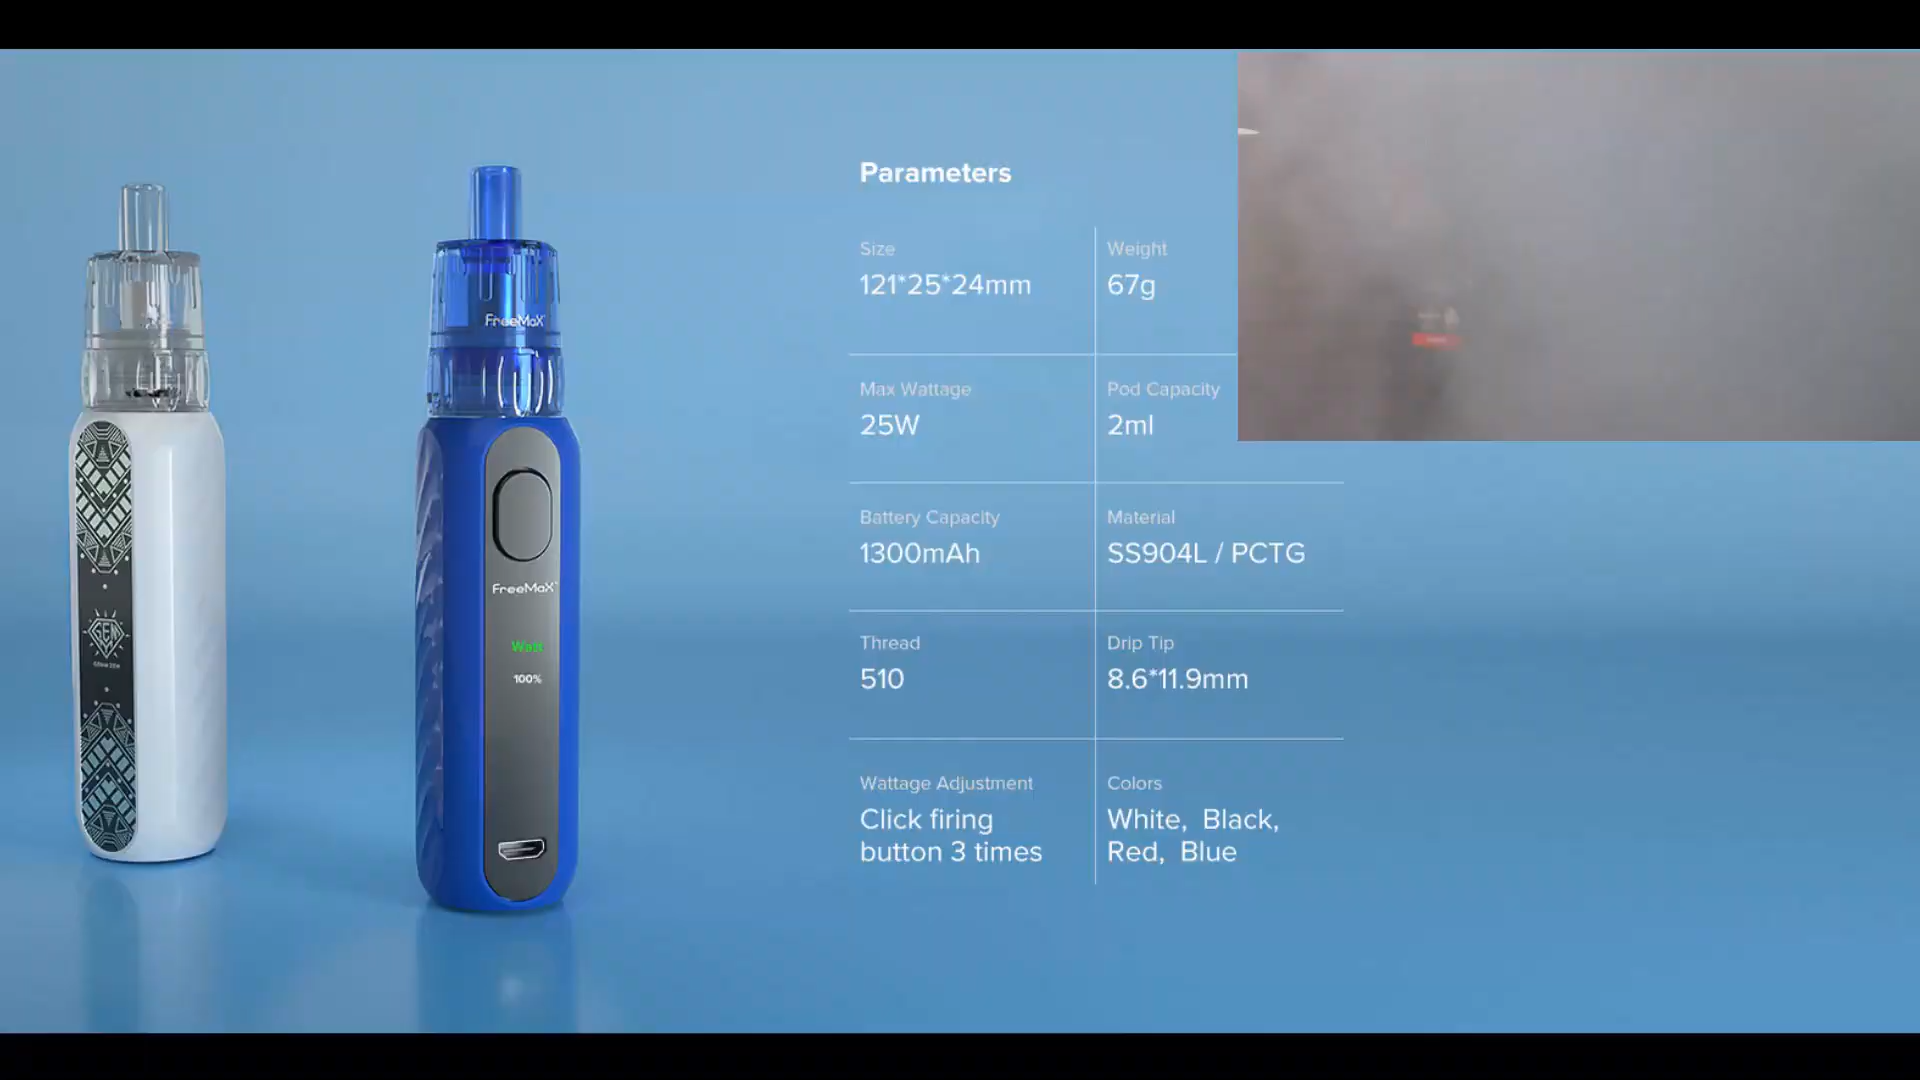 Parameters
Size
121*25*24mm
Weight
67g
Max Wattage
25W
Pod Capacity
2ml
Battery Capacity
1300mAh
Material
SS904L / PCTG
Thread
510
Drip Tip
8.6*11.9mm
Wattage Adjustment
Click firing
button 3 times
Colors
White, Black,
Red, Blue
FreeMaX
FreeMaX
Watt
100%
GEMM